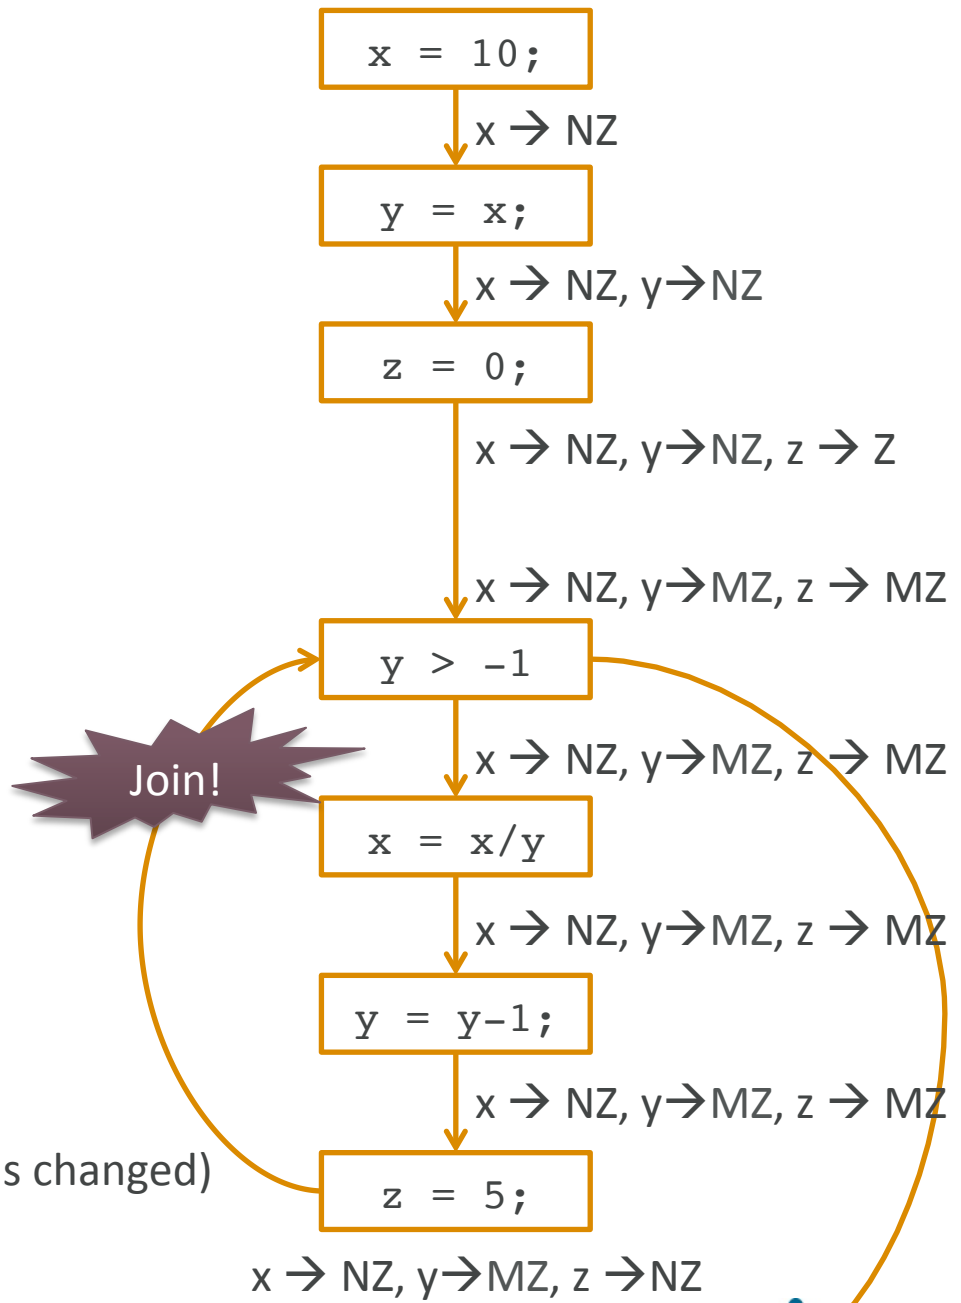 x = 10;
x → NZ
y = x;
x → NZ, y→NZ
z = 0;
x → NZ, y→NZ, z → Z
x → NZ, y→MZ, z → MZ
y > -1
x → NZ, y→MZ, z → MZ
Join!
x = x/y
x → NZ, y→MZ, z → MZ
y = y-1;
x → NZ, y→MZ, z → MZ
s changed)
z = 5;
x → NZ, y→MZ, z →NZ